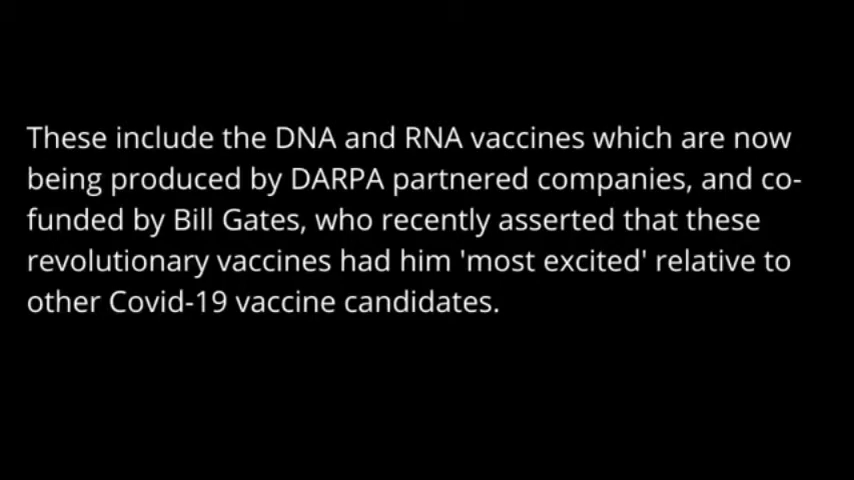 These include the DNA and RNA vaccines which are now
being produced by DARPA partnered companies, and co-
funded by Bill Gates, who recently asserted that these
revolutionary vaccines had him 'most excited' relative to
other Covid-19 vaccine candidates.